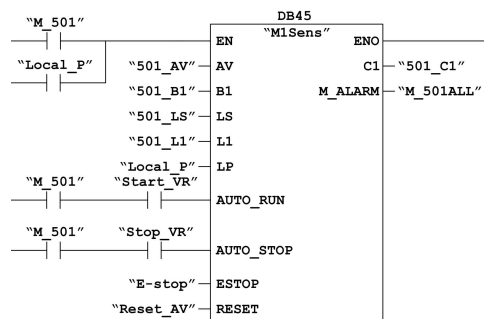 DB45
"M_501"
"M1Sens"
EN
ENO
"Local_P"
"501_AV"
AV
C1
"501_C1"
"501_B1"
B1
M_ALARM
"M_501ALL"
"501_LS"
LS
"501_L1"
L1
"Local_P"
LP
"M_501"
"Start_VR"
AUTO_RUN
"M_501"
"Stop_VR"
AUTO_STOP
"E-stop"
ESTOP
"Reset_AV"
RESET